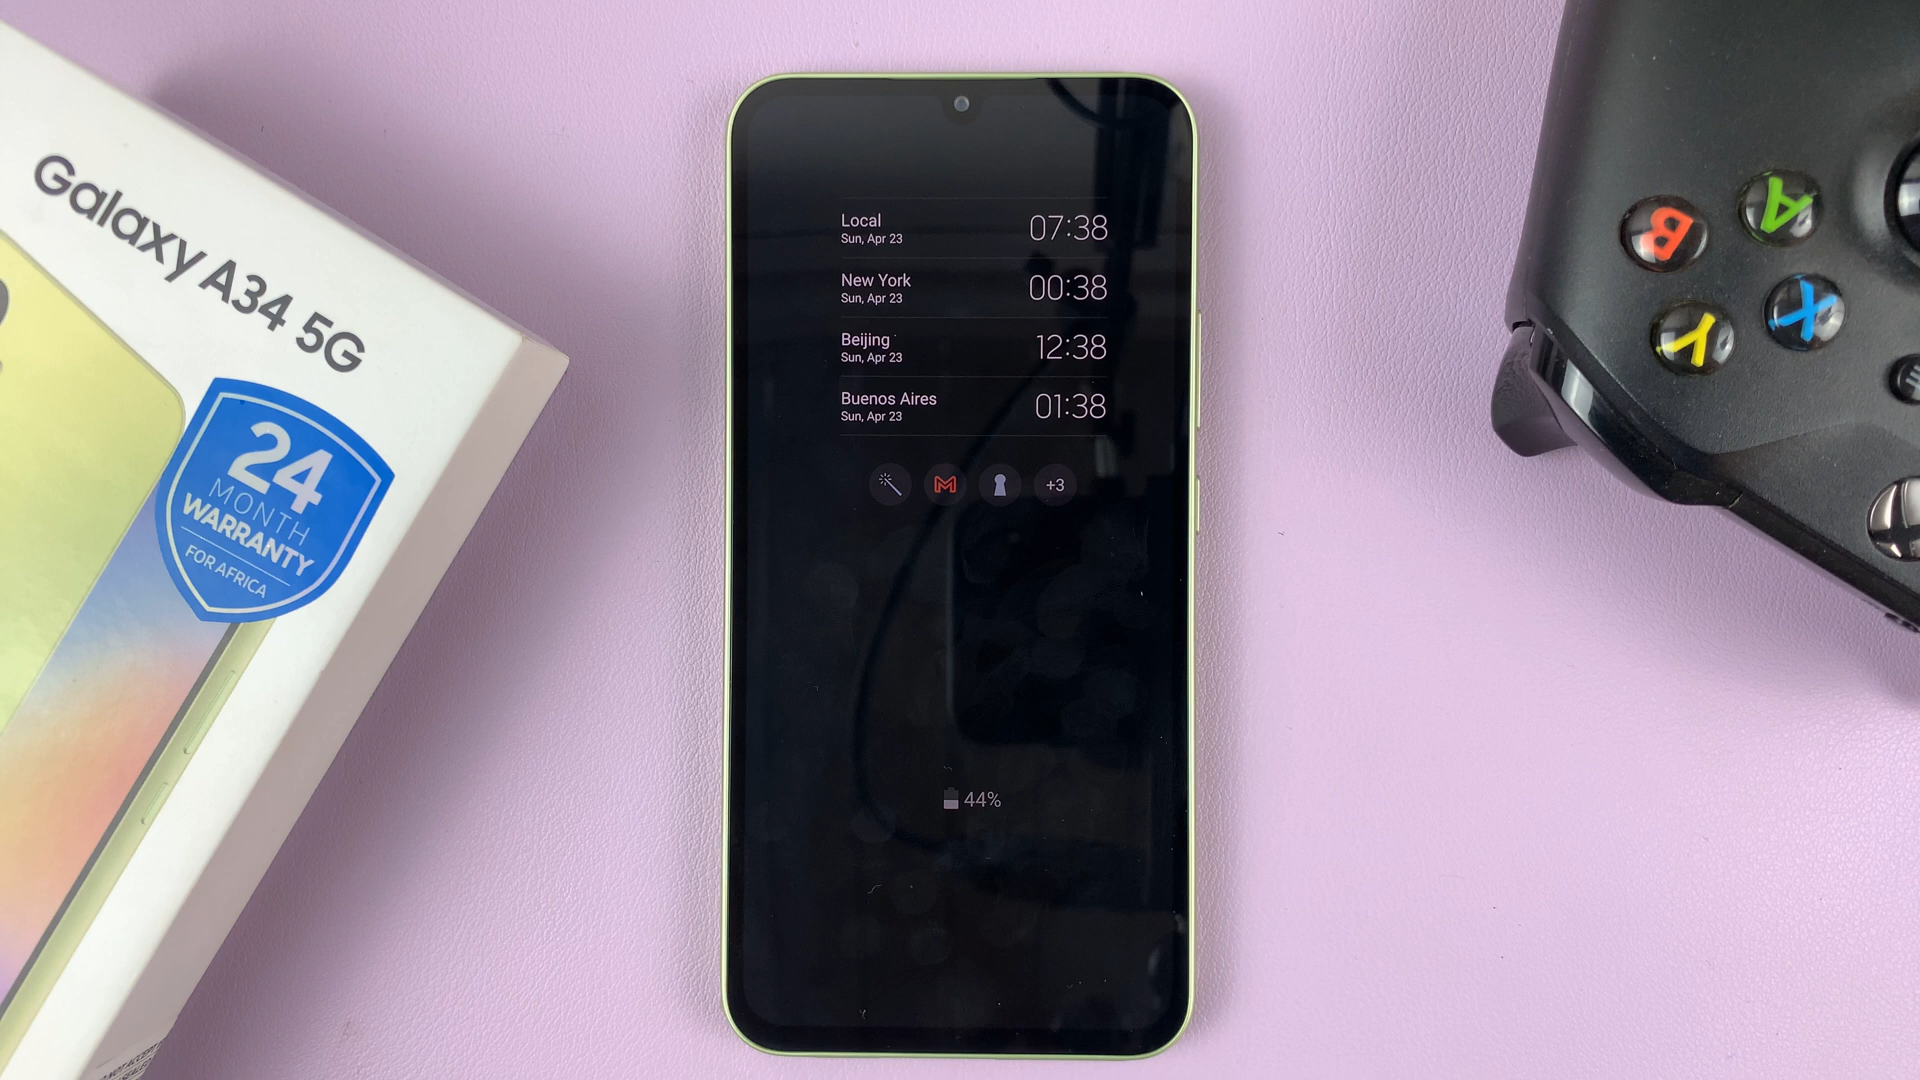 Galaxy A34 5G
24
MONTH
WARRANTY
FOR AFRICA
Local 07:38
Sun, Apr 23
New York 00:38
Sun, Apr 23
Beijing 12:38
Sun, Apr 23
Buenos Aires 01:38
Sun, Apr 23
+3
44%
B
A
Y
X